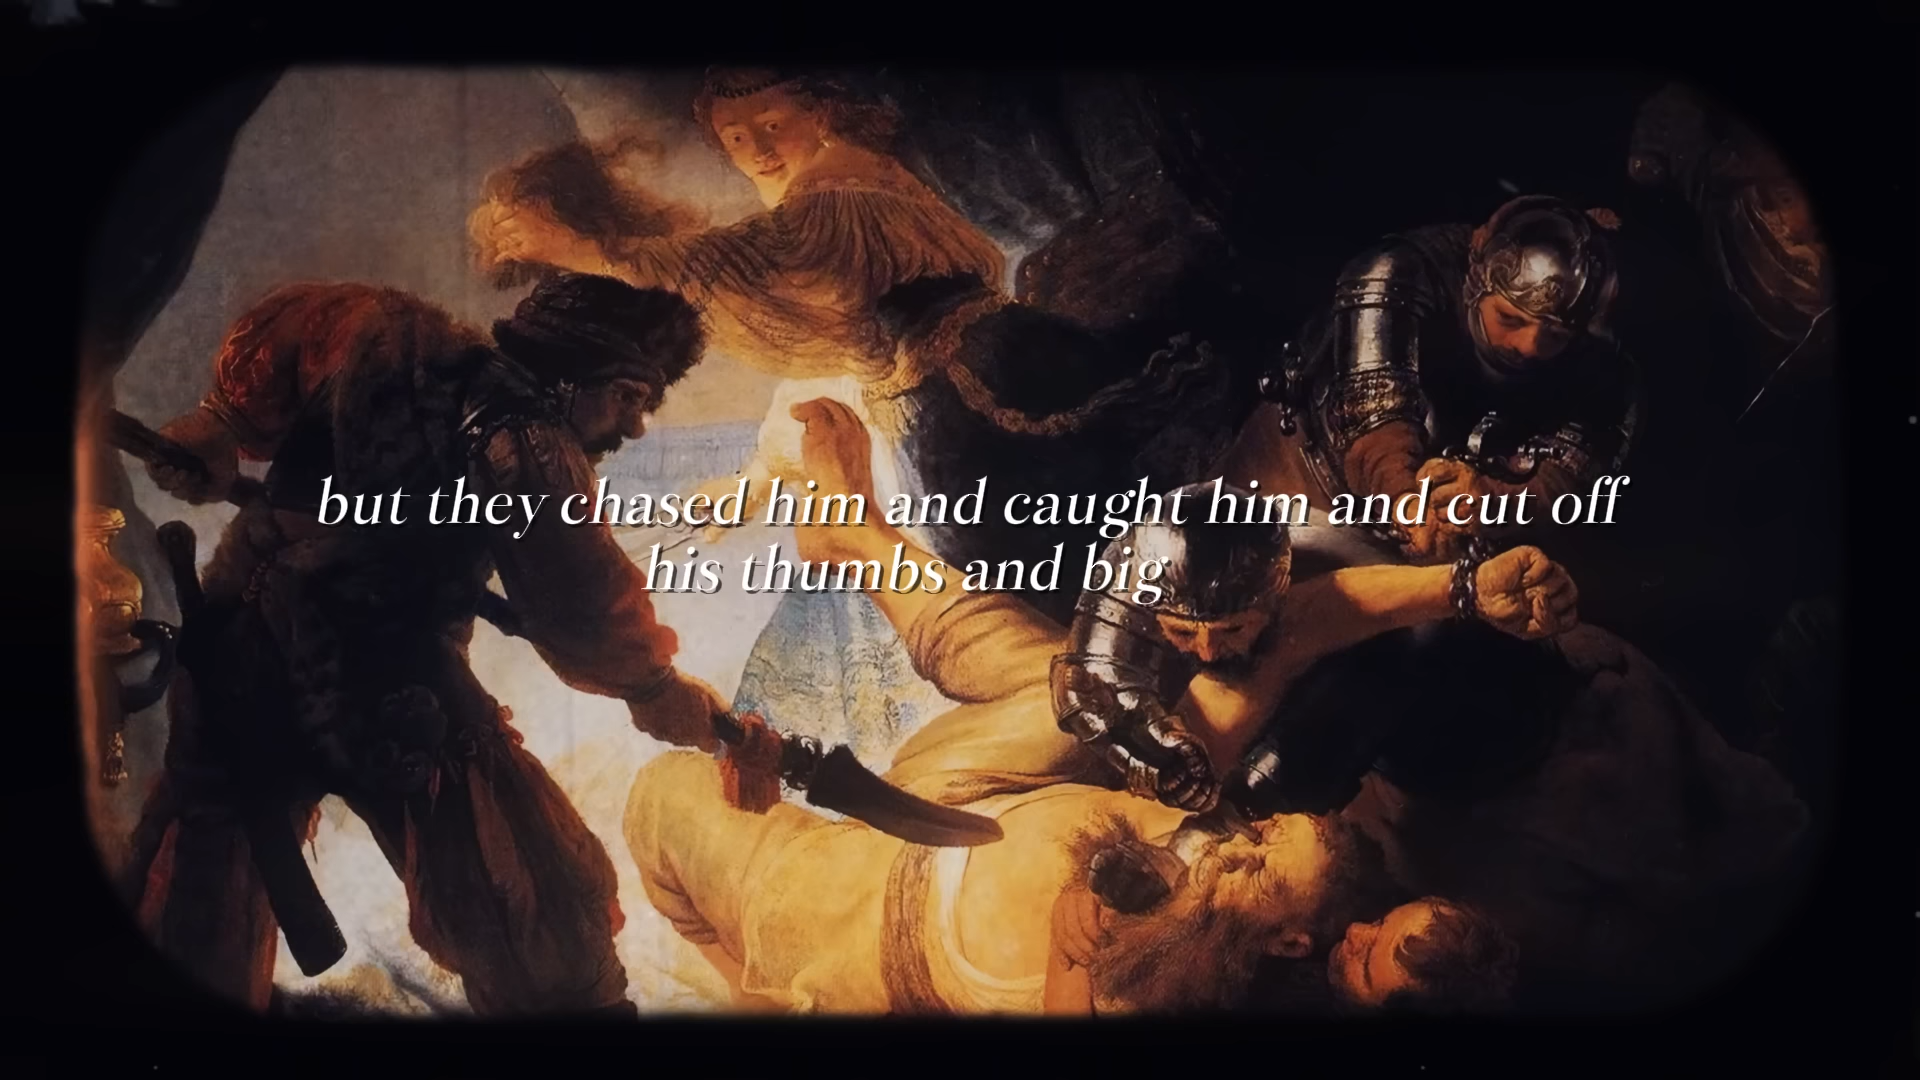 but they chased him and caught him and cut off
his thumbs and big